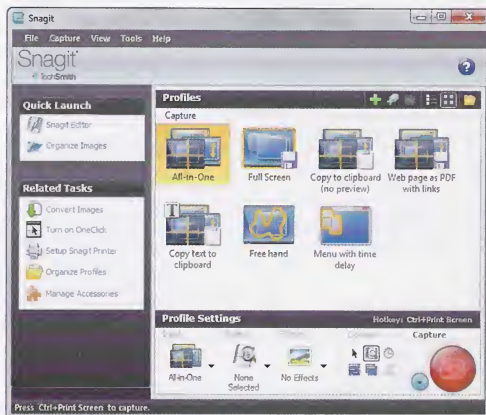 Snagit
File Capture View Tools Help
Snagit
TechSmith
Quick Launch
Snagit Editor
Organize Images
Related Tasks
Convert Images
Turn on OneClick
Setup Snagit Printer
Organize Profiles
Manage Accessories
Profiles
Capture
All-in-One
Full Screen
Copy to clipboard
(no preview)
Web page as PDF
with links
T
Copy text to
clipboard
Free hand
Menu with time
delay
Profile Settings
Hotkey: Ctrl+Print Screen
Capture
All-in-One
None
Selected
No Effects
Press Ctrl+Print Screen to capture.